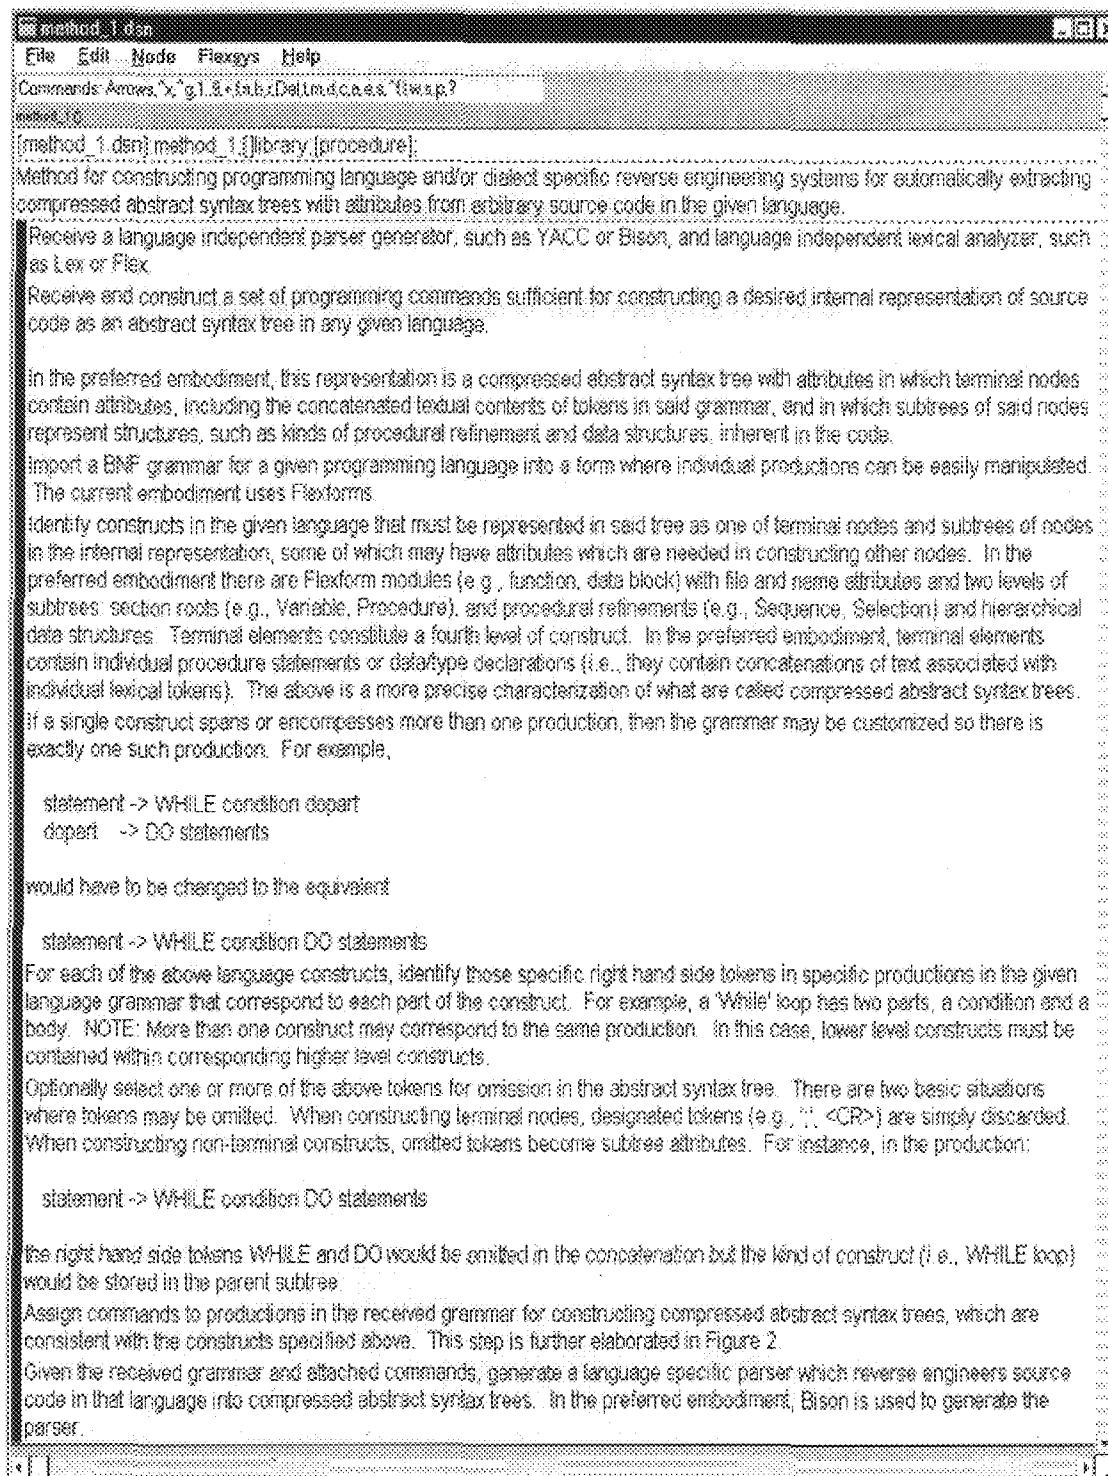 method_1.dsn
File Edit Node Flexsys Help
Commands: Arrows,^x,^g,1..9
method_1()
[method_1.dsn] method_1;[]library;[procedure];
Method for constructing programming language and/or dialect specific reverse engineering systems for automatically extracting
compressed abstract syntax trees with attributes from arbitrary source code in the given language.
Receive a language independent parser generator, such as YACC or Bison, and language independent lexical analyzer, such
as Lex or Flex.
Receive and construct a set of programming commands sufficient for constructing a desired internal representation of source
code as an abstract syntax tree in any given language.
In the preferred embodiment, this representation is a compressed abstract syntax tree with attributes in which terminal nodes
contain attributes, including the concatenated textual contents of tokens in said grammar, and in which subtrees of said nodes
represent structures, such as kinds of procedural refinement and data structures, inherent in the code.
Import a BNF grammar for a given programming language into a form where individual productions can be easily manipulated.
The current embodiment uses Flexforms.
Identify constructs in the given language that must be represented in said tree as one of terminal nodes and subtrees of nodes
in the internal representation, some of which may have attributes which are needed in constructing other nodes. In the
preferred embodiment there are Flexform modules (e.g., function, data block) with file and name attributes and two levels of
subtrees: section roots (e.g., Variable, Procedure), and procedural refinements (e.g., Sequence, Selection) and hierarchical
data structures. Terminal elements constitute a fourth level of construct. In the preferred embodiment, terminal elements
contain individual procedure statements or data/type declarations (i.e., they contain concatenations of text associated with
individual lexical tokens). The above is a more precise characterization of what are called compressed abstract syntax trees.
If a single construct spans or encompasses more than one production, then the grammar may be customized so there is
exactly one such production. For example,
statement -> WHILE condition dopart
dopart -> DO statements
would have to be changed to the equivalent
statement -> WHILE condition DO statements
For each of the above language constructs, identify those specific right hand side tokens in specific productions in the given
language grammar that correspond to each part of the construct. For example, a 'While' loop has two parts, a condition and a
body. NOTE: More than one construct may correspond to the same production. In this case, lower level constructs must be
contained within corresponding higher level constructs.
Optionally select one or more of the above tokens for omission in the abstract syntax tree. There are two basic situations
where tokens may be omitted. When constructing terminal nodes, designated tokens (e.g., ';', <CR>) are simply discarded.
When constructing non-terminal constructs, omitted tokens become subtree attributes. For instance, in the production:
statement -> WHILE condition DO statements
the right hand side tokens WHILE and DO would be omitted in the concatenation but the kind of construct (i.e., WHILE loop)
would be stored in the parent subtree.
Assign commands to productions in the received grammar for constructing compressed abstract syntax trees, which are
consistent with the constructs specified above. This step is further elaborated in Figure 2.
Given the received grammar and attached commands, generate a language specific parser which reverse engineers source
code in that language into compressed abstract syntax trees. In the preferred embodiment, Bison is used to generate the
parser.